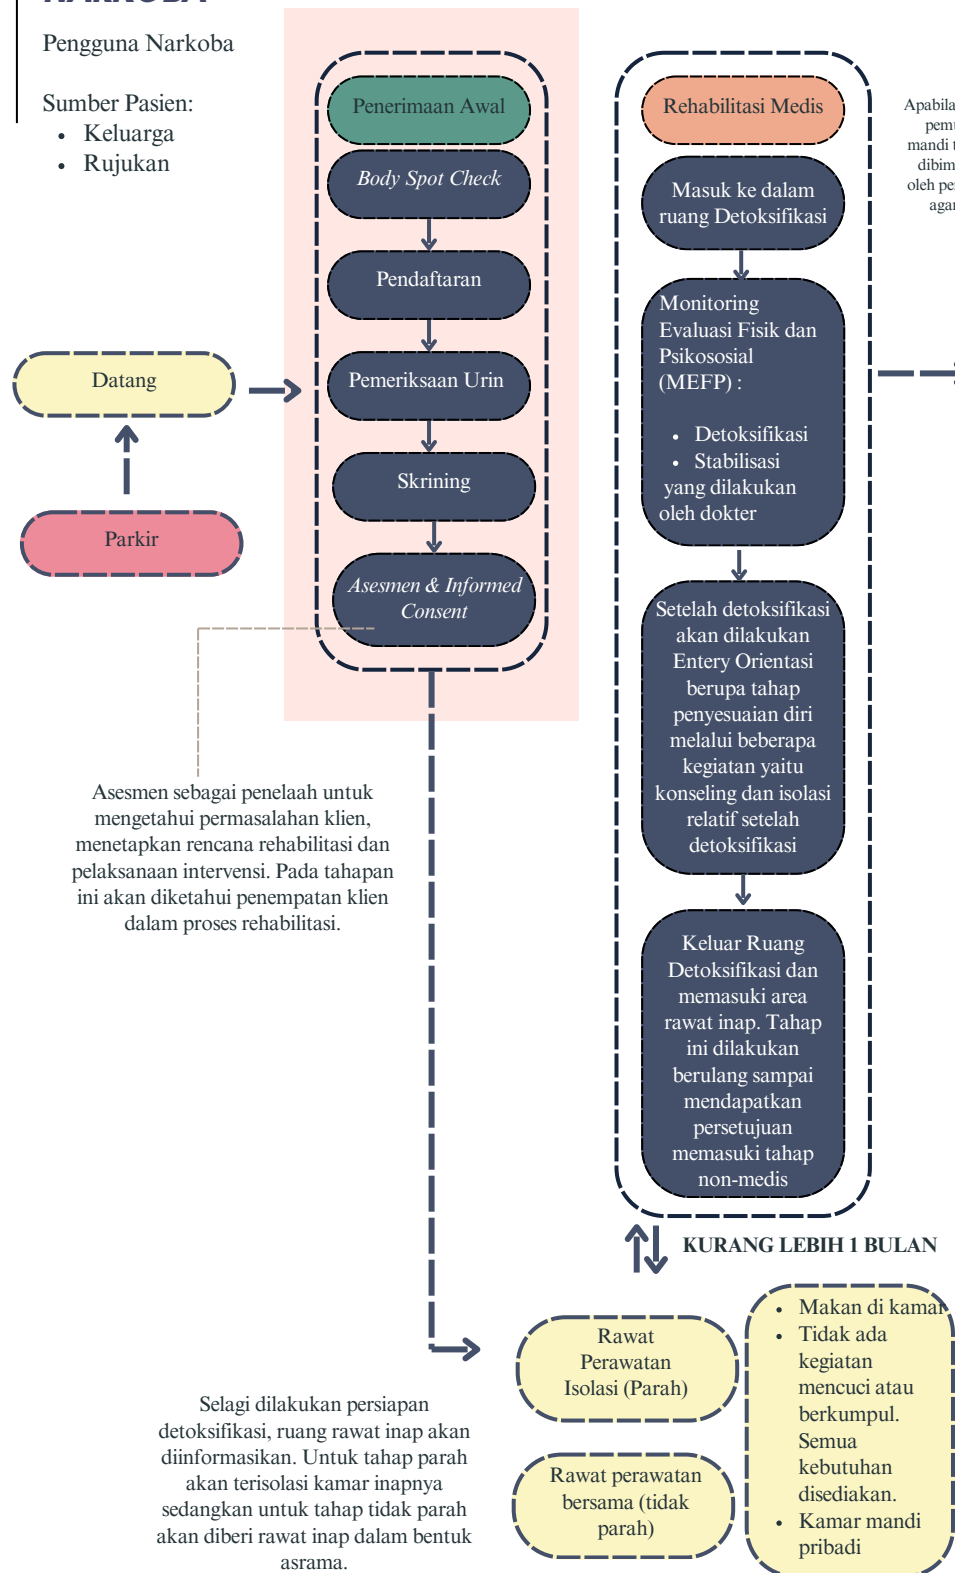 NARKOBA
Pengguna Narkoba
Sumber Pasien:
• Keluarga
• Rujukan
Datang
Parkir
Penerimaan Awal
Body Spot Check
Pendaftaran
Pemeriksaan Urin
Skrining
Asesmen & Informed
Consent
Asesmen sebagai penelaah untuk
mengetahui permasalahan klien,
menetapkan rencana rehabilitasi dan
pelaksanaan intervensi. Pada tahapan
ini akan diketahui penempatan klien
dalam proses rehabilitasi.
Rehabilitasi Medis
Masuk ke dalam
ruang Detoksifikasi
Monitoring
Evaluasi Fisik dan
Psikososial
(MEFP) :
• Detoksifikasi
• Stabilisasi
yang dilakukan
oleh dokter
Setelah detoksifikasi
akan dilakukan
Entery Orientasi
berupa tahap
penyesuaian diri
melalui beberapa
kegiatan yaitu
konseling dan isolasi
relatif setelah
detoksifikasi
Keluar Ruang
Detoksifikasi dan
memasuki area
rawat inap. Tahap
ini dilakukan
berulang sampai
mendapatkan
persetujuan
memasuki tahap
non-medis
Apabila
mandi
oleh
KURANG LEBIH 1 BULAN
Rawat
Perawatan
Isolasi (Parah)
Rawat perawatan
bersama (tidak
parah)
• Makan di kamar
• Tidak ada
kegiatan
mencuci atau
berkumpul.
Semua
kebutuhan
disediakan.
• Kamar mandi
pribadi
Selagi dilakukan persiapan
detoksifikasi, ruang rawat inap akan
diinformasikan. Untuk tahap parah
akan terisolasi kamar inapnya
sedangkan untuk tahap tidak parah
akan diberi rawat inap dalam bentuk
asrama.